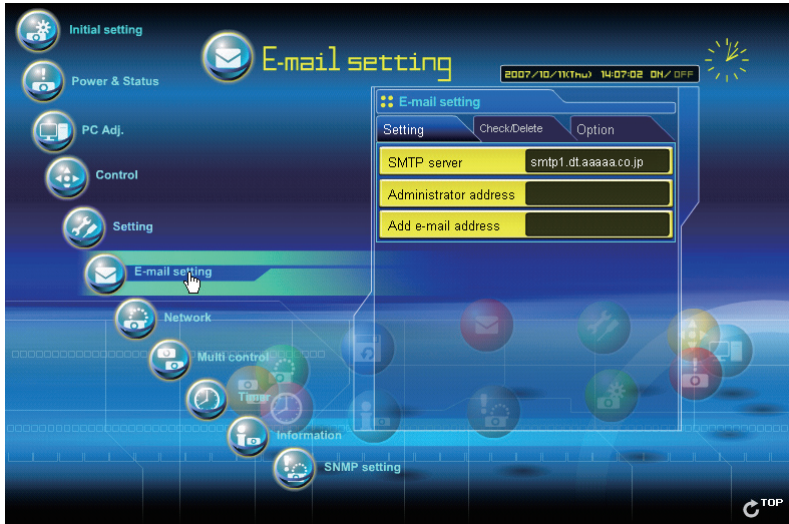 Initial setting
E-mail setting
2007/10/11(Thu) 14:07:02 ON/OFF
Power & Status
PC Adj.
Control
Setting
E-mail setting
Network
Multi control
Timer
Information
SNMP setting
E-mail setting
Setting Check/Delete Option
SMTP server smtp1.dt.aaaaa.co.jp
Administrator address
Add e-mail address
TOP